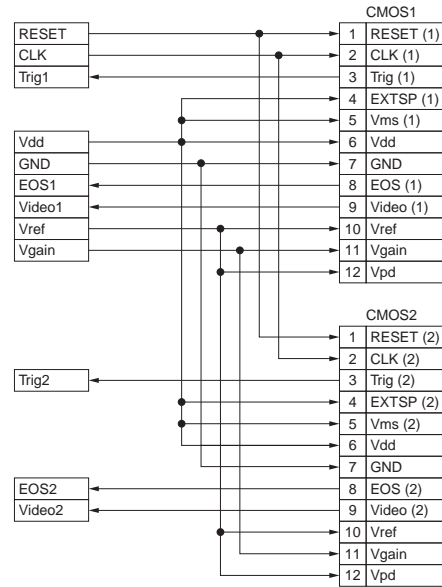 CMOS1
RESET 1 RESET (1)
CLK 2 CLK (1)
Trig1 3 Trig (1)
4 EXTSP (1)
5 Vms (1)
Vdd 6 Vdd
GND 7 GND
EOS1 8 EOS (1)
Video1 9 Video (1)
Vref 10 Vref
Vgain 11 Vgain
12 Vpd
CMOS2
1 RESET (2)
2 CLK (2)
Trig2 3 Trig (2)
4 EXTSP (2)
5 Vms (2)
6 Vdd
7 GND
EOS2 8 EOS (2)
Video2 9 Video (2)
10 Vref
11 Vgain
12 Vpd